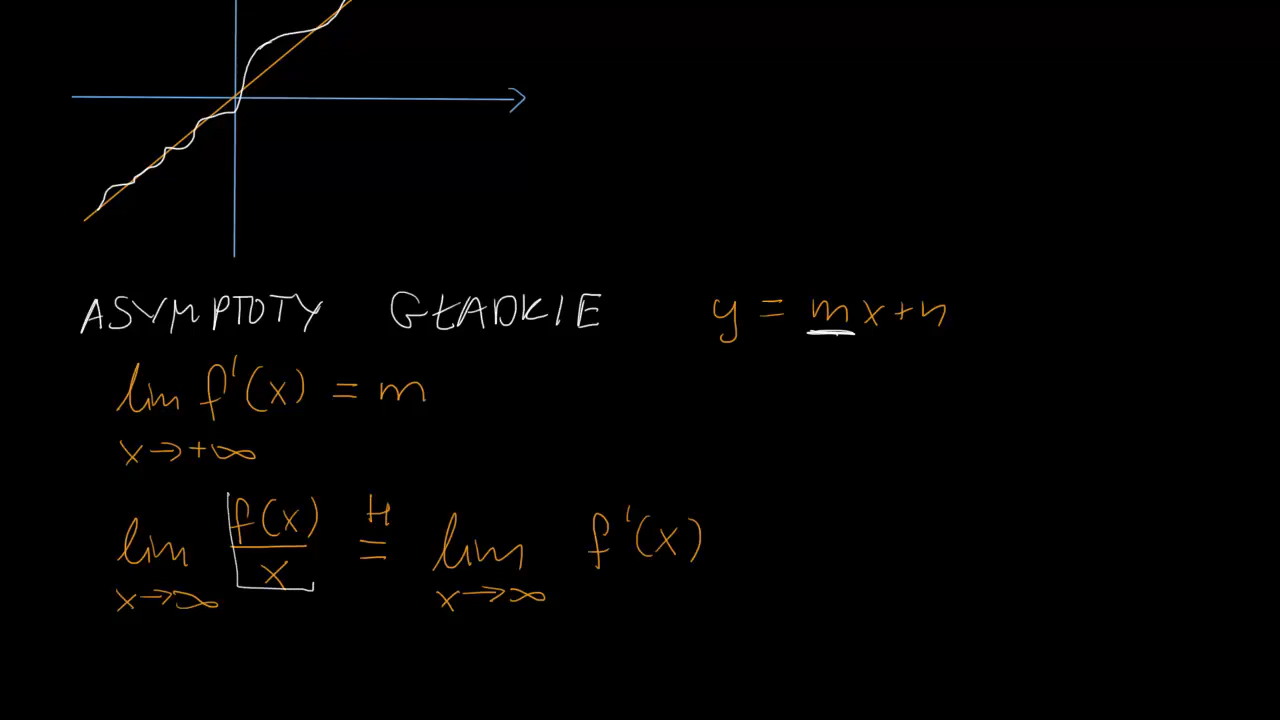 ASYMPTOTY GŁADKIE y = mx+n
lim f'(x) = m
x→+∞
lim f(x)/x =ᴴ lim f'(x)
x→∞ x→∞